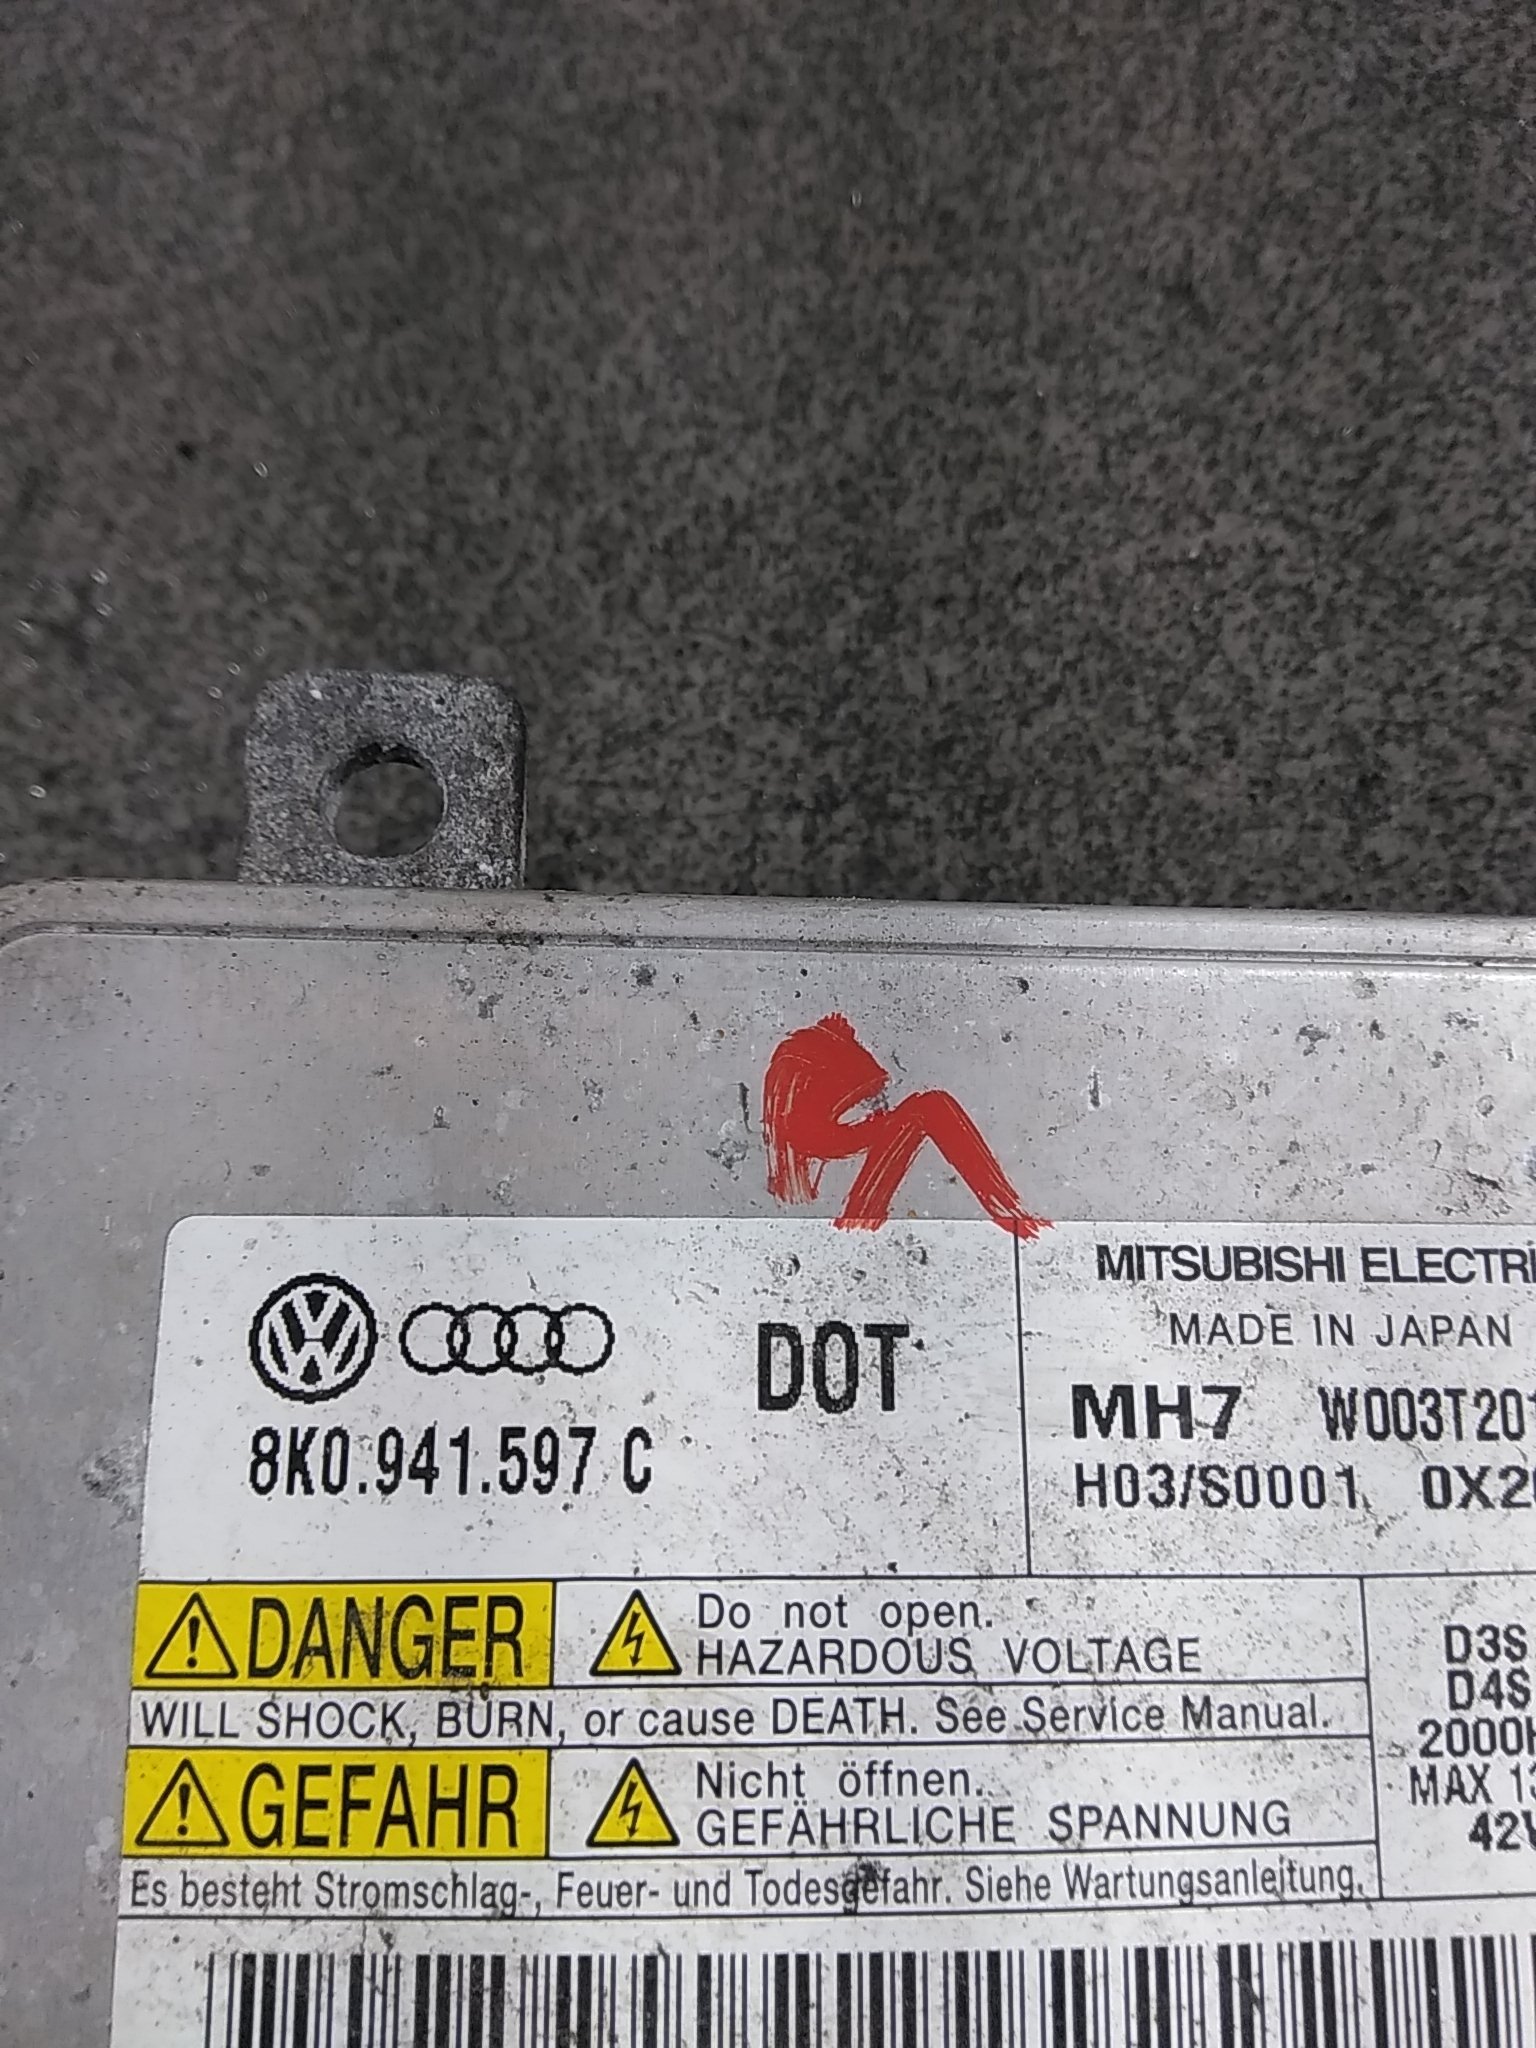 8K0.941.597 C
DOT
MITSUBISHI ELECTRI
MADE IN JAPAN
MH7 W003T20
H03/S0001 0X2
DANGER
Do not open.
HAZARDOUS VOLTAGE
WILL SHOCK, BURN, or cause DEATH. See Service Manual.
GEFAHR
Nicht öffnen.
GEFÄHRLICHE SPANNUNG
Es besteht Stromschlag-, Feuer- und Todesgefahr. Siehe Wartungsanleitung.
D3S
D4S
2000
MAX 1
42